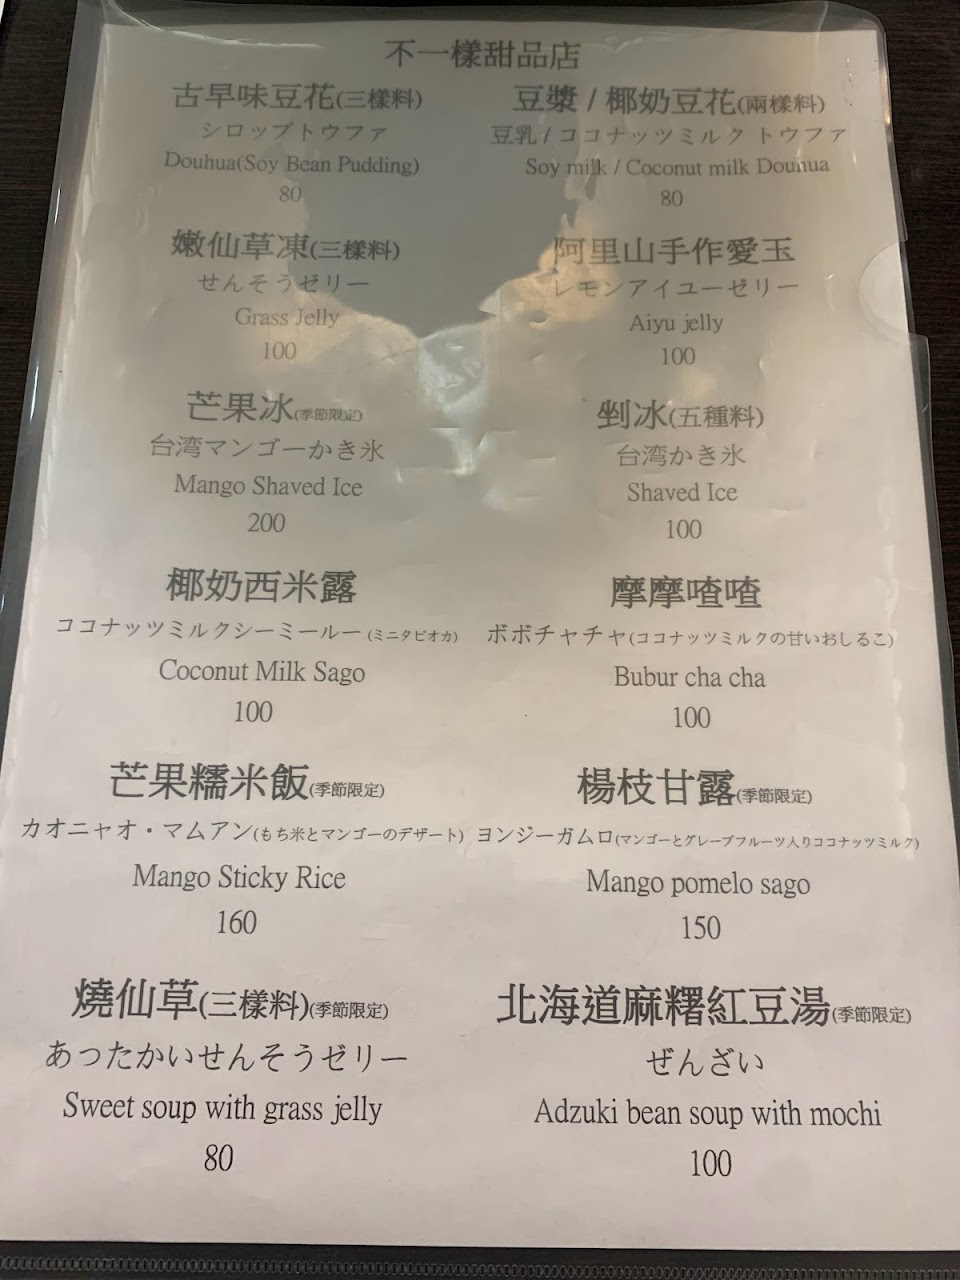 不一樣甜品店
古早味豆花(三樣料)
シロップトウファ
Douhua(Soy Bean Pudding)
80
豆漿 / 椰奶豆花(兩樣料)
豆乳 / ココナッツミルクトウファ
Soy milk / Coconut milk Douhua
80
嫩仙草凍(三樣料)
せんそうゼリー
Grass Jelly
100
阿里山手作愛玉
レモンアイユーゼリー
Aiyu jelly
100
芒果冰(季節限定)
台湾マンゴーかき氷
Mango Shaved Ice
200
剉冰(五種料)
台湾かき氷
Shaved Ice
100
椰奶西米露
ココナッツミルクシーミールー (ミニタピオカ)
Coconut Milk Sago
100
摩摩喳喳
ボボチャチャ(ココナッツミルクの甘いおしるこ)
Bubur cha cha
100
芒果糯米飯(季節限定)
カオニャオ・マムアン(もち米とマンゴーのデザート)
Mango Sticky Rice
160
楊枝甘露(季節限定)
ヨンジーガムロ(マンゴーとグレープフルーツ入りココナッツミルク)
Mango pomelo sago
150
燒仙草(三樣料)(季節限定)
あったかいせんそうゼリー
Sweet soup with grass jelly
80
北海道麻糬紅豆湯(季節限定)
ぜんざい
Adzuki bean soup with mochi
100